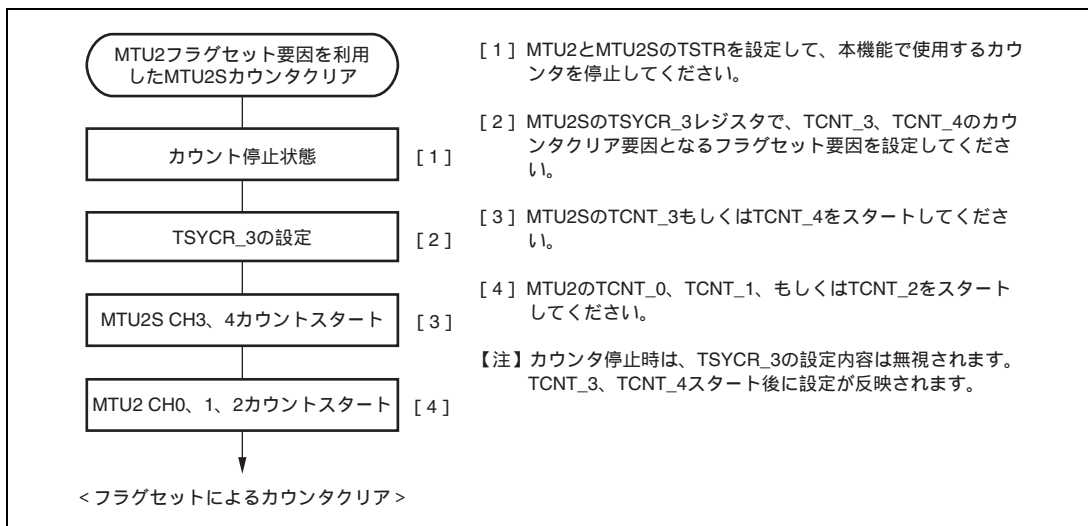 MTU2フラグセット要因を利用
したMTU2Sカウンタクリア
カウント停止状態 [1]
TSYCR_3の設定 [2]
MTU2S CH3、4カウントスタート [3]
MTU2 CH0、1、2カウントスタート [4]
<フラグセットによるカウンタクリア>
[1] MTU2とMTU2SのTSTRを設定して、本機能で使用するカウ
ンタを停止してください。
[2] MTU2SのTSYCR_3レジスタで、TCNT_3、TCNT_4のカウ
ンタクリア要因となるフラグセット要因を設定してくださ
い。
[3] MTU2SのTCNT_3もしくはTCNT_4をスタートしてくださ
い。
[4] MTU2のTCNT_0、TCNT_1、もしくはTCNT_2をスタート
してください。
【注】カウンタ停止時は、TSYCR_3の設定内容は無視されます。
TCNT_3、TCNT_4スタート後に設定が反映されます。